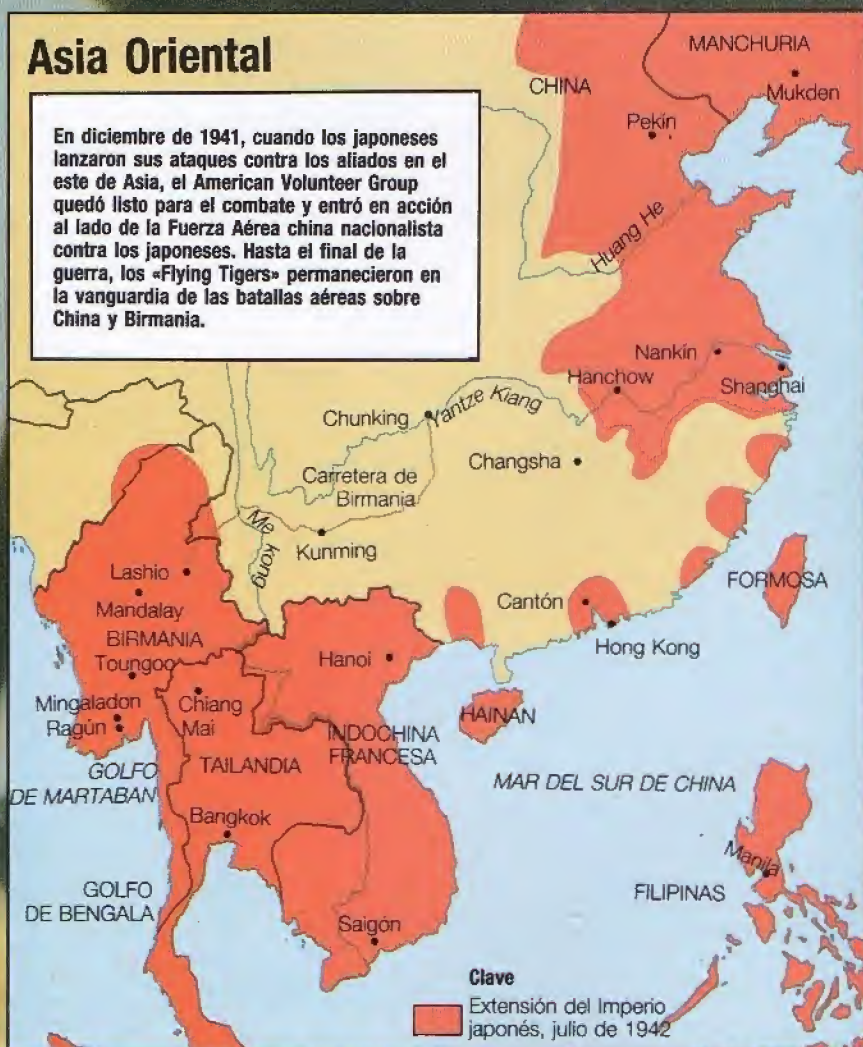 Asia Oriental
En diciembre de 1941, cuando los japoneses
lanzaron sus ataques contra los aliados en el
este de Asia, el American Volunteer Group
quedó listo para el combate y entró en acción
al lado de la Fuerza Aérea china nacionalista
contra los japoneses. Hasta el final de la
guerra, los «Flying Tigers» permanecieron en
la vanguardia de las batallas aéreas sobre
China y Birmania.
MANCHURIA
CHINA
Mukden
Pekín
Huang He
Nankín
Hanchow
Shanghai
Yantze Kiang
Chunking
Changsha
Carretera de
Birmania
Me kong
Kunming
Lashio
Mandalay
BIRMANIA
Toungoo
Cantón
FORMOSA
Hong Kong
Hanoi
Mingaladon
Ragún
Chiang
Mai
HAINAN
INDOCHINA
FRANCESA
TAILANDIA
GOLFO
DE MARTABAN
MAR DEL SUR DE CHINA
Bangkok
Manila
GOLFO
DE BENGALA
FILIPINAS
Saigón
Clave
Extensión del Imperio
japonés, julio de 1942